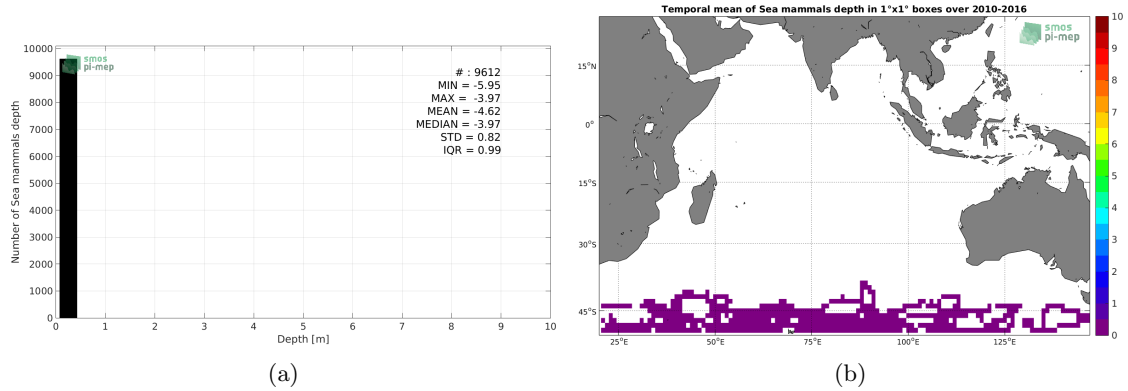 10000
9000
8000
7000
6000
5000
4000
3000
2000
1000
0
Number of Sea mammals depth
smos
pi-mep
# : 9612
MIN = -5.95
MAX = -3.97
MEAN = -4.62
MEDIAN = -3.97
STD = 0.82
IQR = 0.99
0 1 2 3 4 5 6 7 8 9 10
Depth [m]
(a)
Temporal mean of Sea mammals depth in 1°x1° boxes over 2010-2016
smos
pi-mep
15°N
0°
15°S
30°S
45°S
25°E 50°E 75°E 100°E 125°E
10
9
8
7
6
5
4
3
2
1
0
(b)